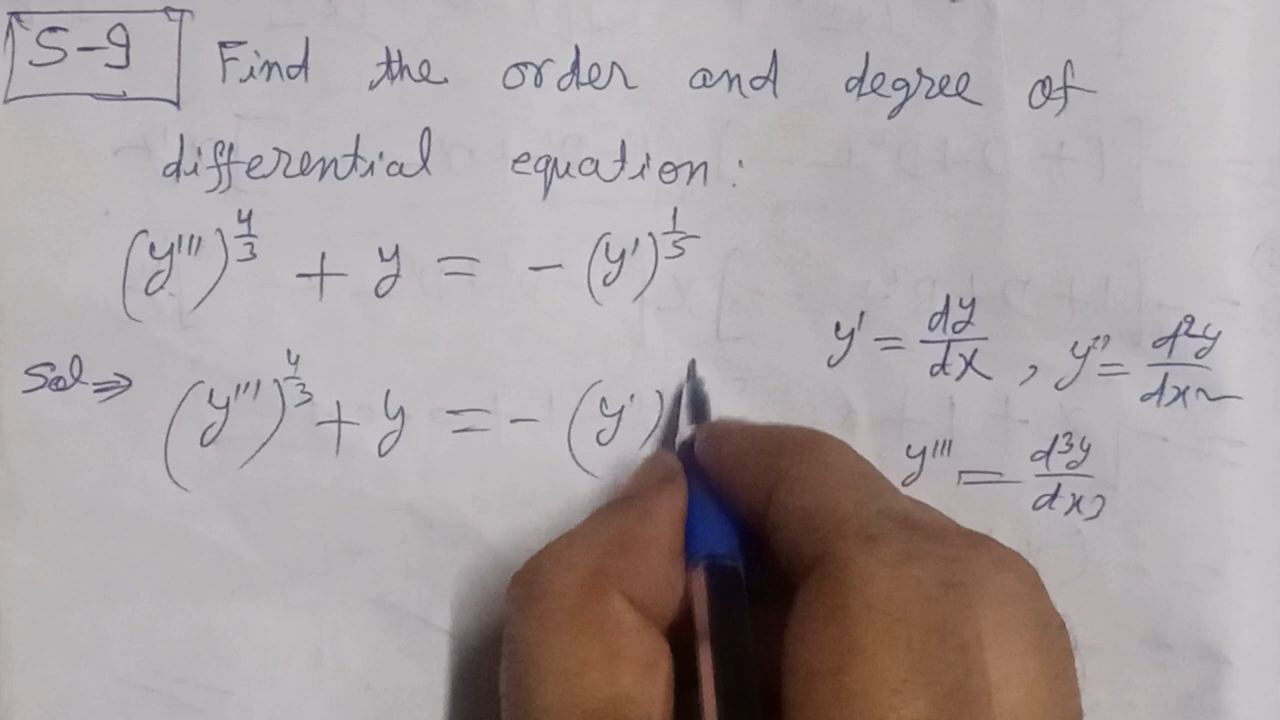 S-9 Find the order and degree of
differential equation:
(y''')^{4/3} + y = - (y')^{1/5}
Sol ⇒ (y''')^{4/3} + y = - (y')
y' = dy/dx , y'' = d²y/dx²
y''' = d³y/dx³